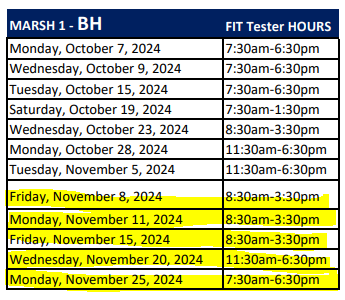 MARSH 1 - BH FIT Tester HOURS
Monday, October 7, 2024 7:30am-6:30pm
Wednesday, October 9, 2024 7:30am-6:30pm
Tuesday, October 15, 2024 7:30am-6:30pm
Saturday, October 19, 2024 7:30am-1:30pm
Wednesday, October 23, 2024 8:30am-3:30pm
Monday, October 28, 2024 11:30am-6:30pm
Tuesday, November 5, 2024 11:30am-6:30pm
Friday, November 8, 2024 8:30am-3:30pm
Monday, November 11, 2024 8:30am-3:30pm
Friday, November 15, 2024 8:30am-3:30pm
Wednesday, November 20, 2024 11:30am-6:30pm
Monday, November 25, 2024 7:30am-6:30pm